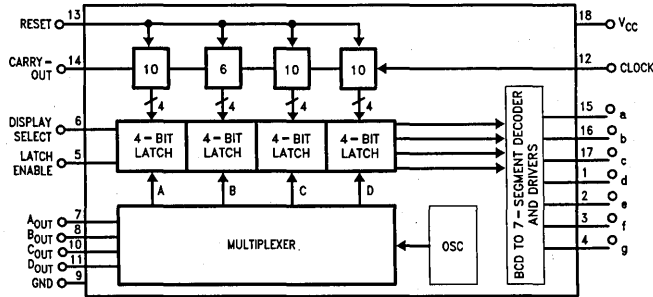 RESET 13
CARRY-
OUT 14
10 6 10 10
4 4 4 4
DISPLAY
SELECT 6
LATCH
ENABLE 5
4-BIT
LATCH
4-BIT
LATCH
4-BIT
LATCH
4-BIT
LATCH
A B C D
AOUT 7
BOUT 8
COUT 10
DOUT 11
GND 9
MULTIPLEXER
OSC
BCD TO 7-SEGMENT DECODER
AND DRIVERS
18 VCC
12 CLOCK
15 a
16 b
17 c
1 d
2 e
3 f
4 g